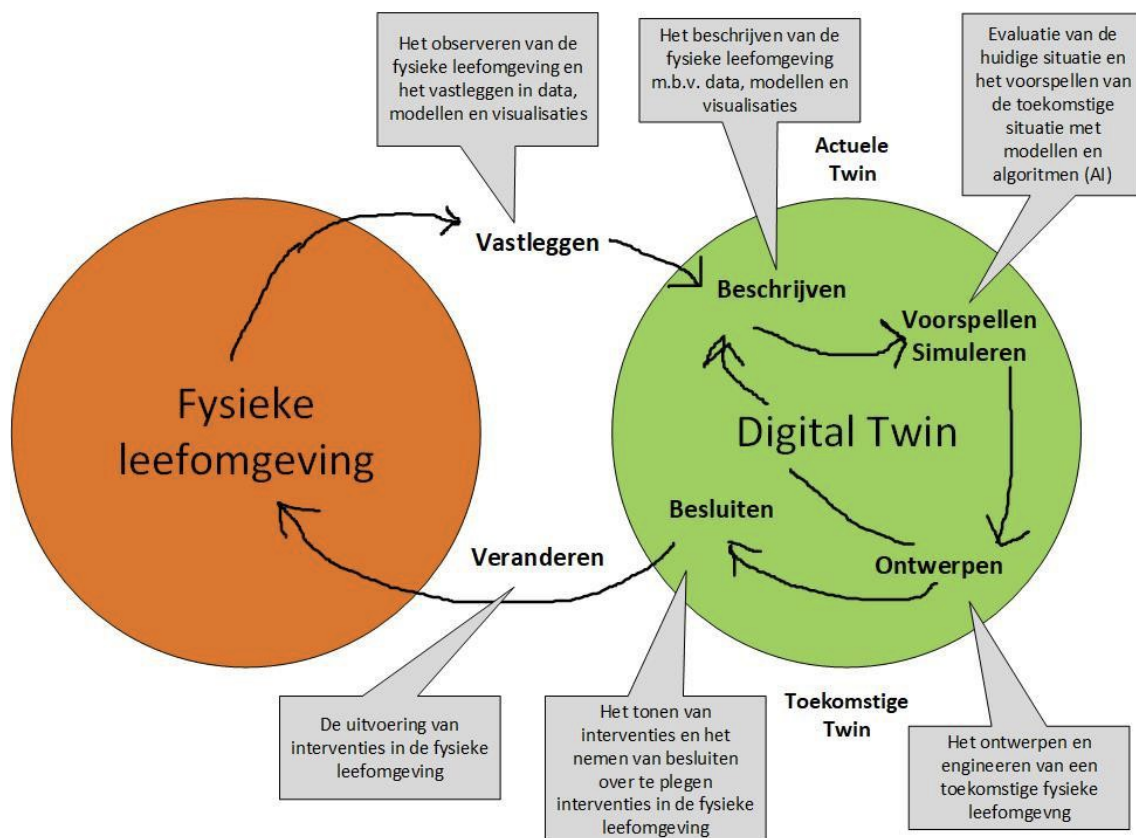 Het observeren van de
fysieke leefomgeving en
het vastleggen in data,
modellen en visualisaties
Het beschrijven van de
fysieke leefomgeving
m.b.v. data, modellen en
visualisaties
Evaluatie van de
huidige situatie en
het voorspellen van
de toekomstige
situatie met
modellen en
algoritmen (AI)
Actuele
Twin
Vastleggen
Beschrijven
Voorspellen
Simuleren
Fysieke
leefomgeving
Digital Twin
Besluiten
Veranderen
Ontwerpen
De uitvoering van
interventies in de fysieke
leefomgeving
Het tonen van
interventies en het
nemen van besluiten
over te plegen
interventies in de fysieke
leefomgeving
Toekomstige
Twin
Het ontwerpen en
engineeren van een
toekomstige fysieke
leefomgevng